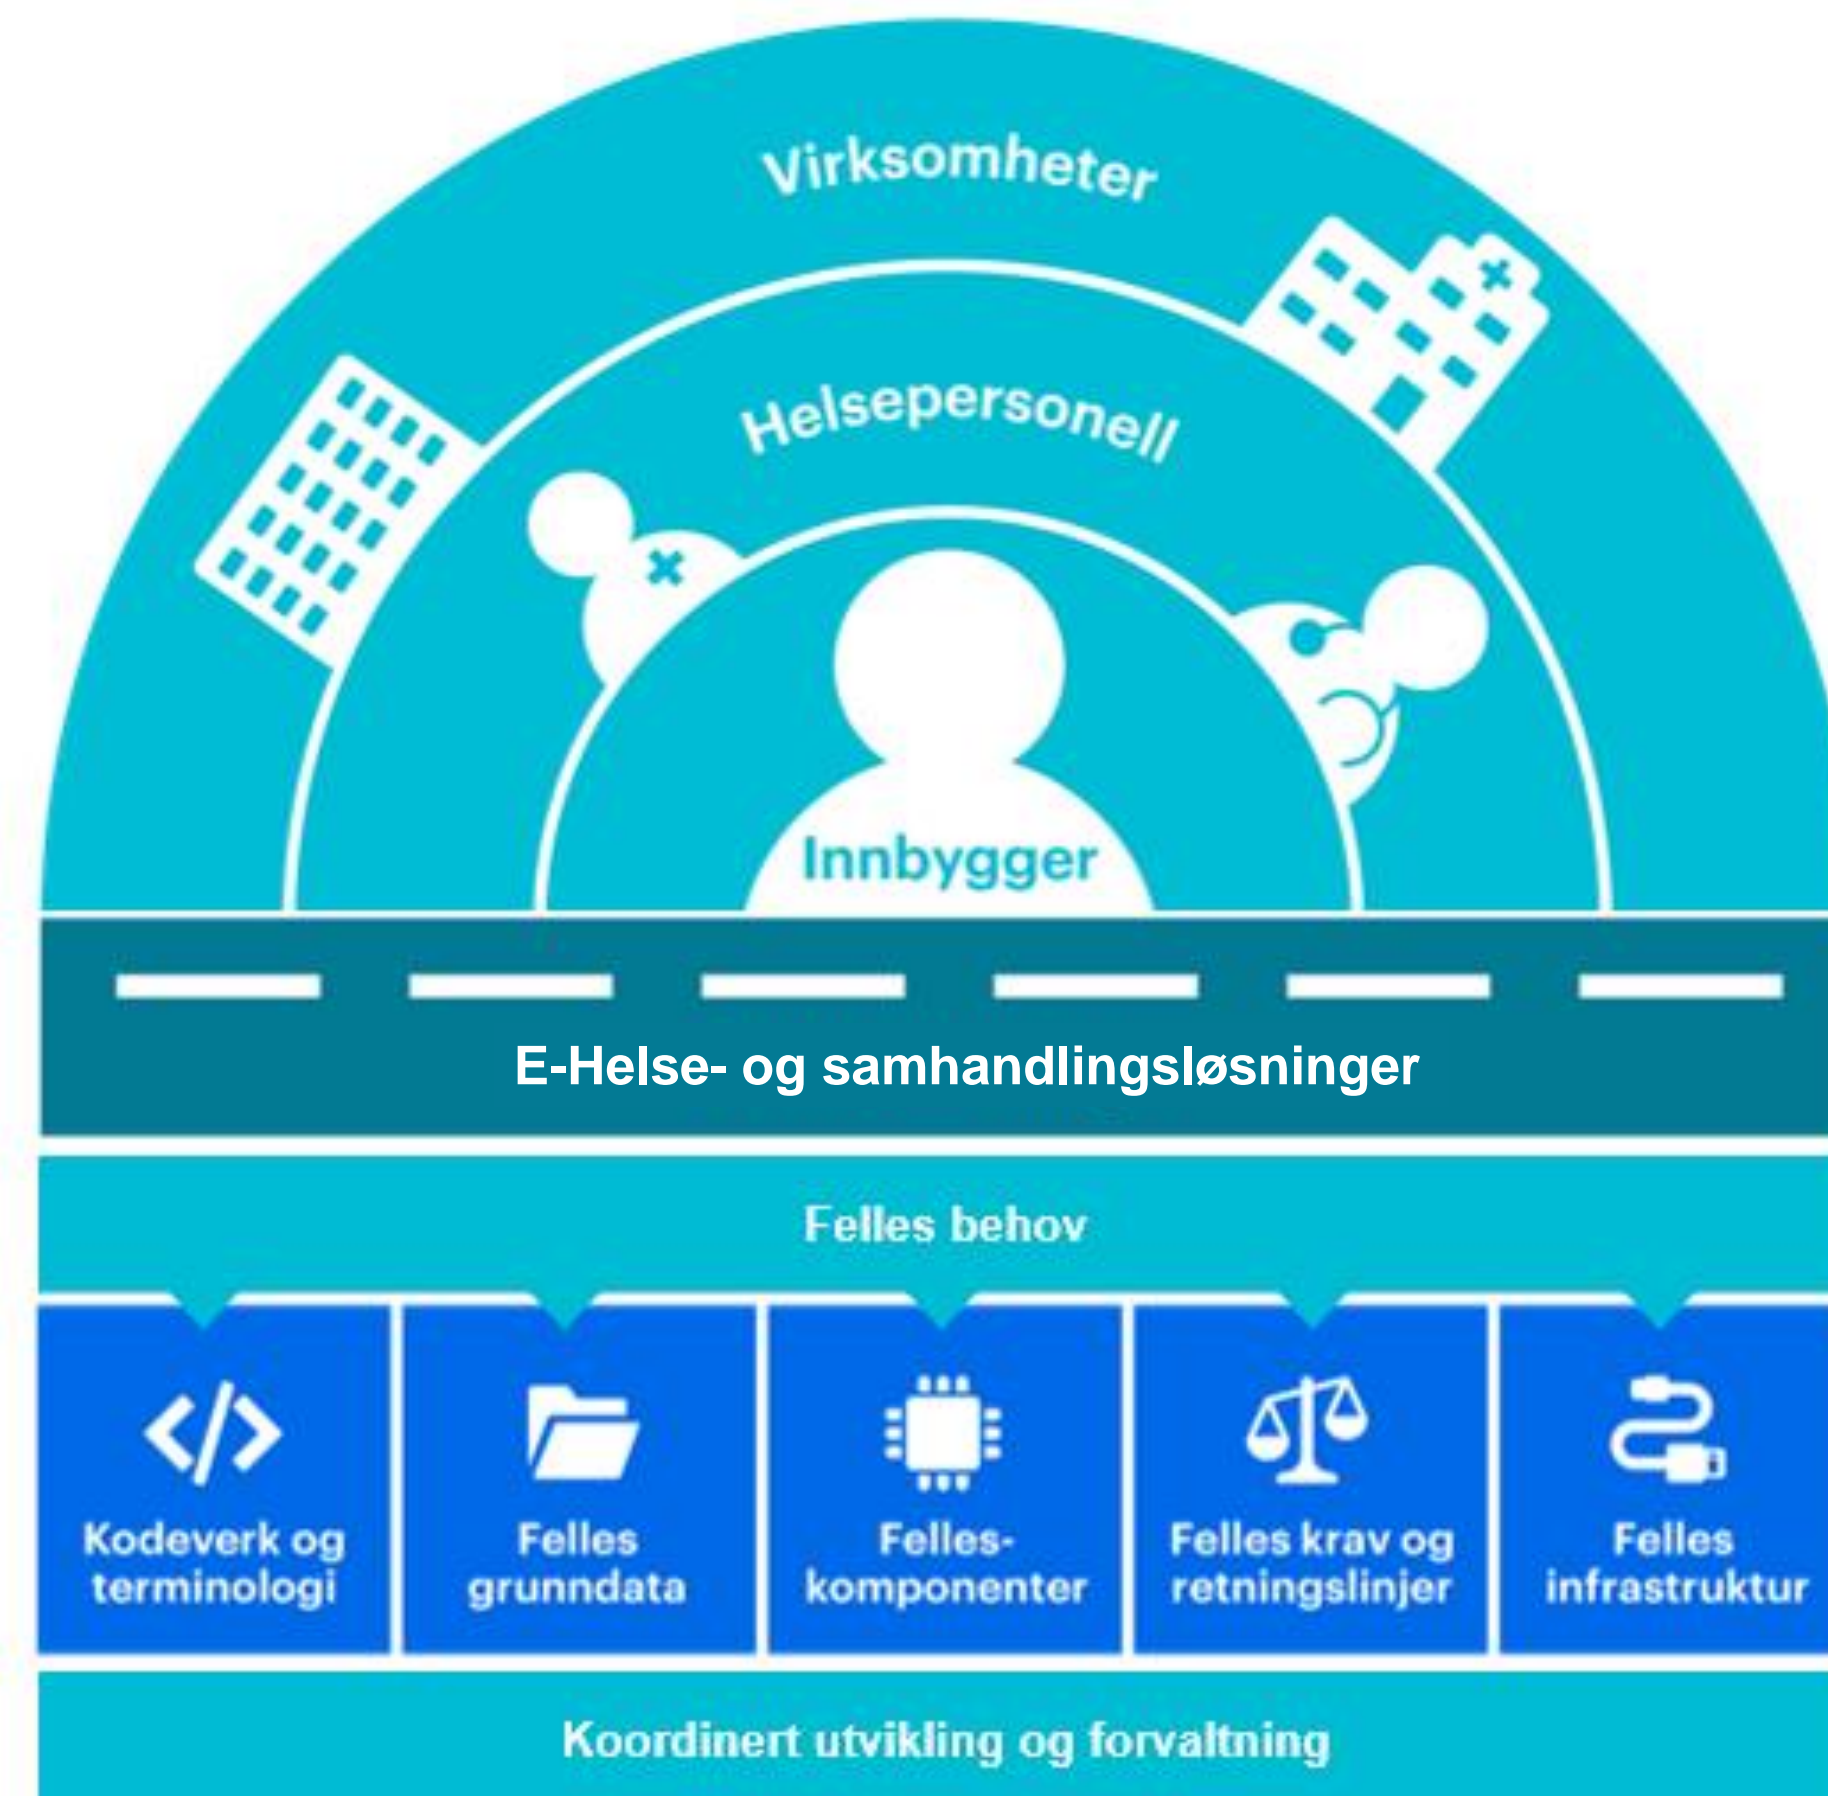 Virksomheter
Helsepersonell
Innbygger
E-Helse- og samhandlingsløsninger
Felles behov
Kodeverk og
terminologi
Felles
grunndata
Felles-
komponenter
Felles krav og
retningslinjer
Felles
infrastruktur
Koordinert utvikling og forvaltning